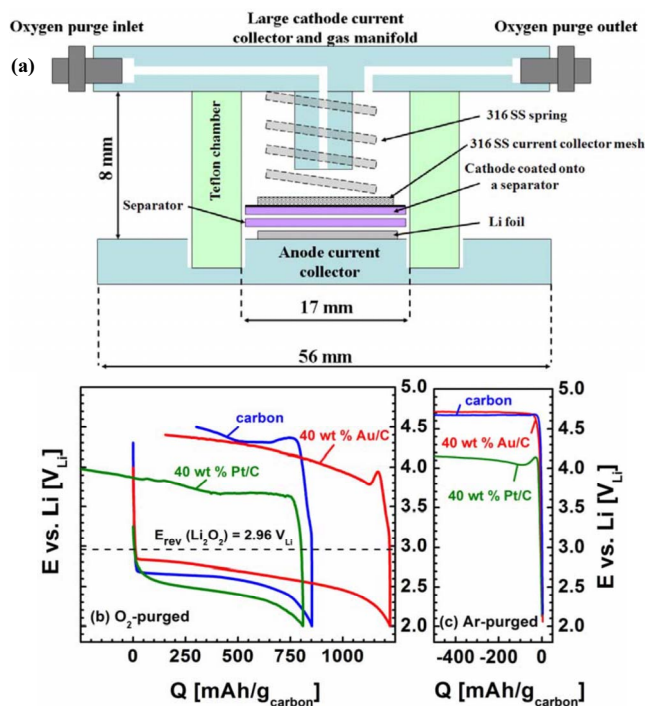 Oxygen purge inlet
Large cathode current
collector and gas manifold
Oxygen purge outlet
(a)
8 mm
Teflon chamber
316 SS spring
316 SS current collector mesh
Cathode coated onto
a separator
Separator
Li foil
Anode current
collector
17 mm
56 mm
carbon
40 wt % Au/C
40 wt % Pt/C
E_rev (Li₂O₂) = 2.96 V_Li
(b) O₂-purged
E vs. Li [V_Li]
5.0
4.5
4.0
3.5
3.0
2.5
2.0
0 250 500 750 1000
Q [mAh/g_carbon]
carbon
40 wt % Au/C
40 wt % Pt/C
(c) Ar-purged
5.0
4.5
4.0
3.5
3.0
2.5
2.0
E vs. Li [V_Li]
-400 -200 0
Q [mAh/g_carbon]